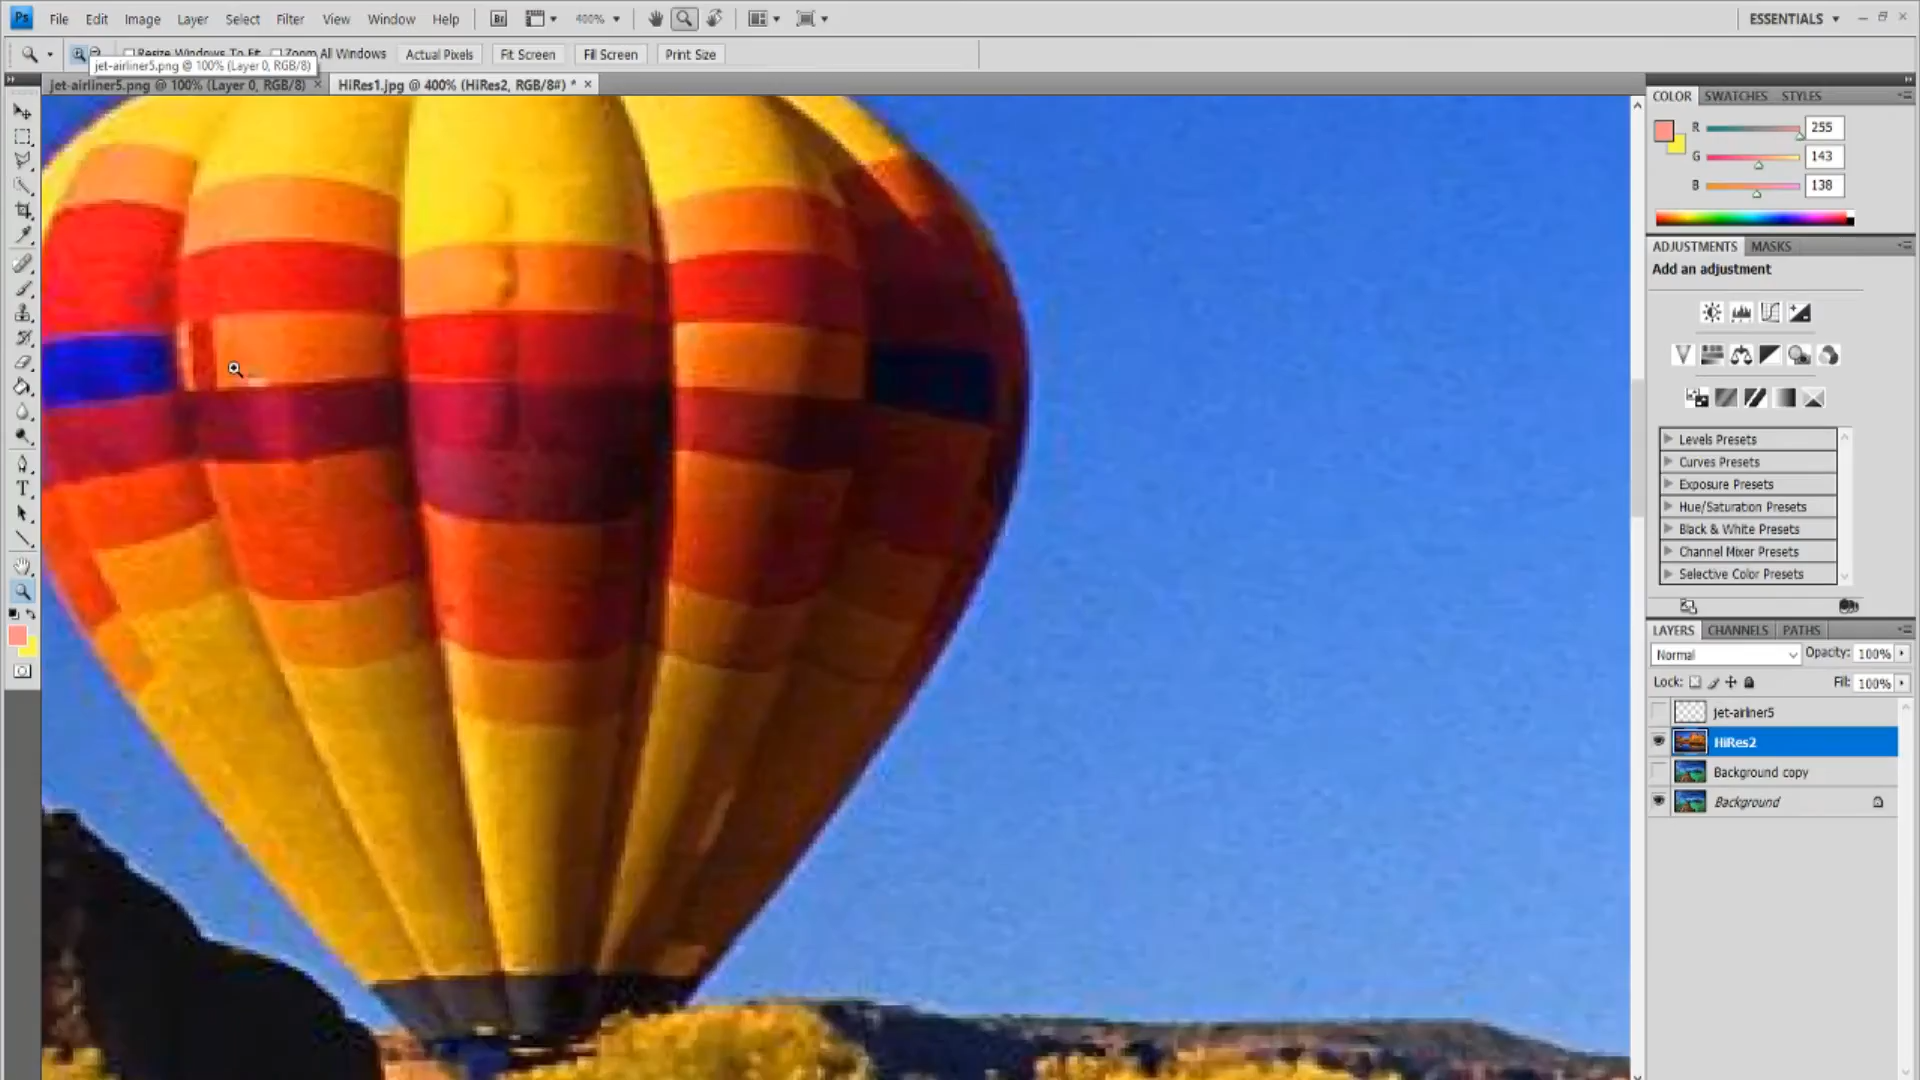 Ps File Edit Image Layer Select Filter View Window Help Br 400% ESSENTIALS
Resize Windows To Fit Zoom All Windows Actual Pixels Fit Screen Fill Screen Print Size
jet-airliner5.png @ 100% (Layer 0, RGB/8)
jet-airliner5.png @ 100% (Layer 0, RGB/8) × HiRes1.jpg @ 400% (HiRes2, RGB/8#) * ×
COLOR SWATCHES STYLES
R 255
G 143
B 138
ADJUSTMENTS MASKS
Add an adjustment
Levels Presets
Curves Presets
Exposure Presets
Hue/Saturation Presets
Black & White Presets
Channel Mixer Presets
Selective Color Presets
LAYERS CHANNELS PATHS
Normal Opacity: 100%
Lock: Fill: 100%
jet-airliner5
HiRes2
Background copy
Background